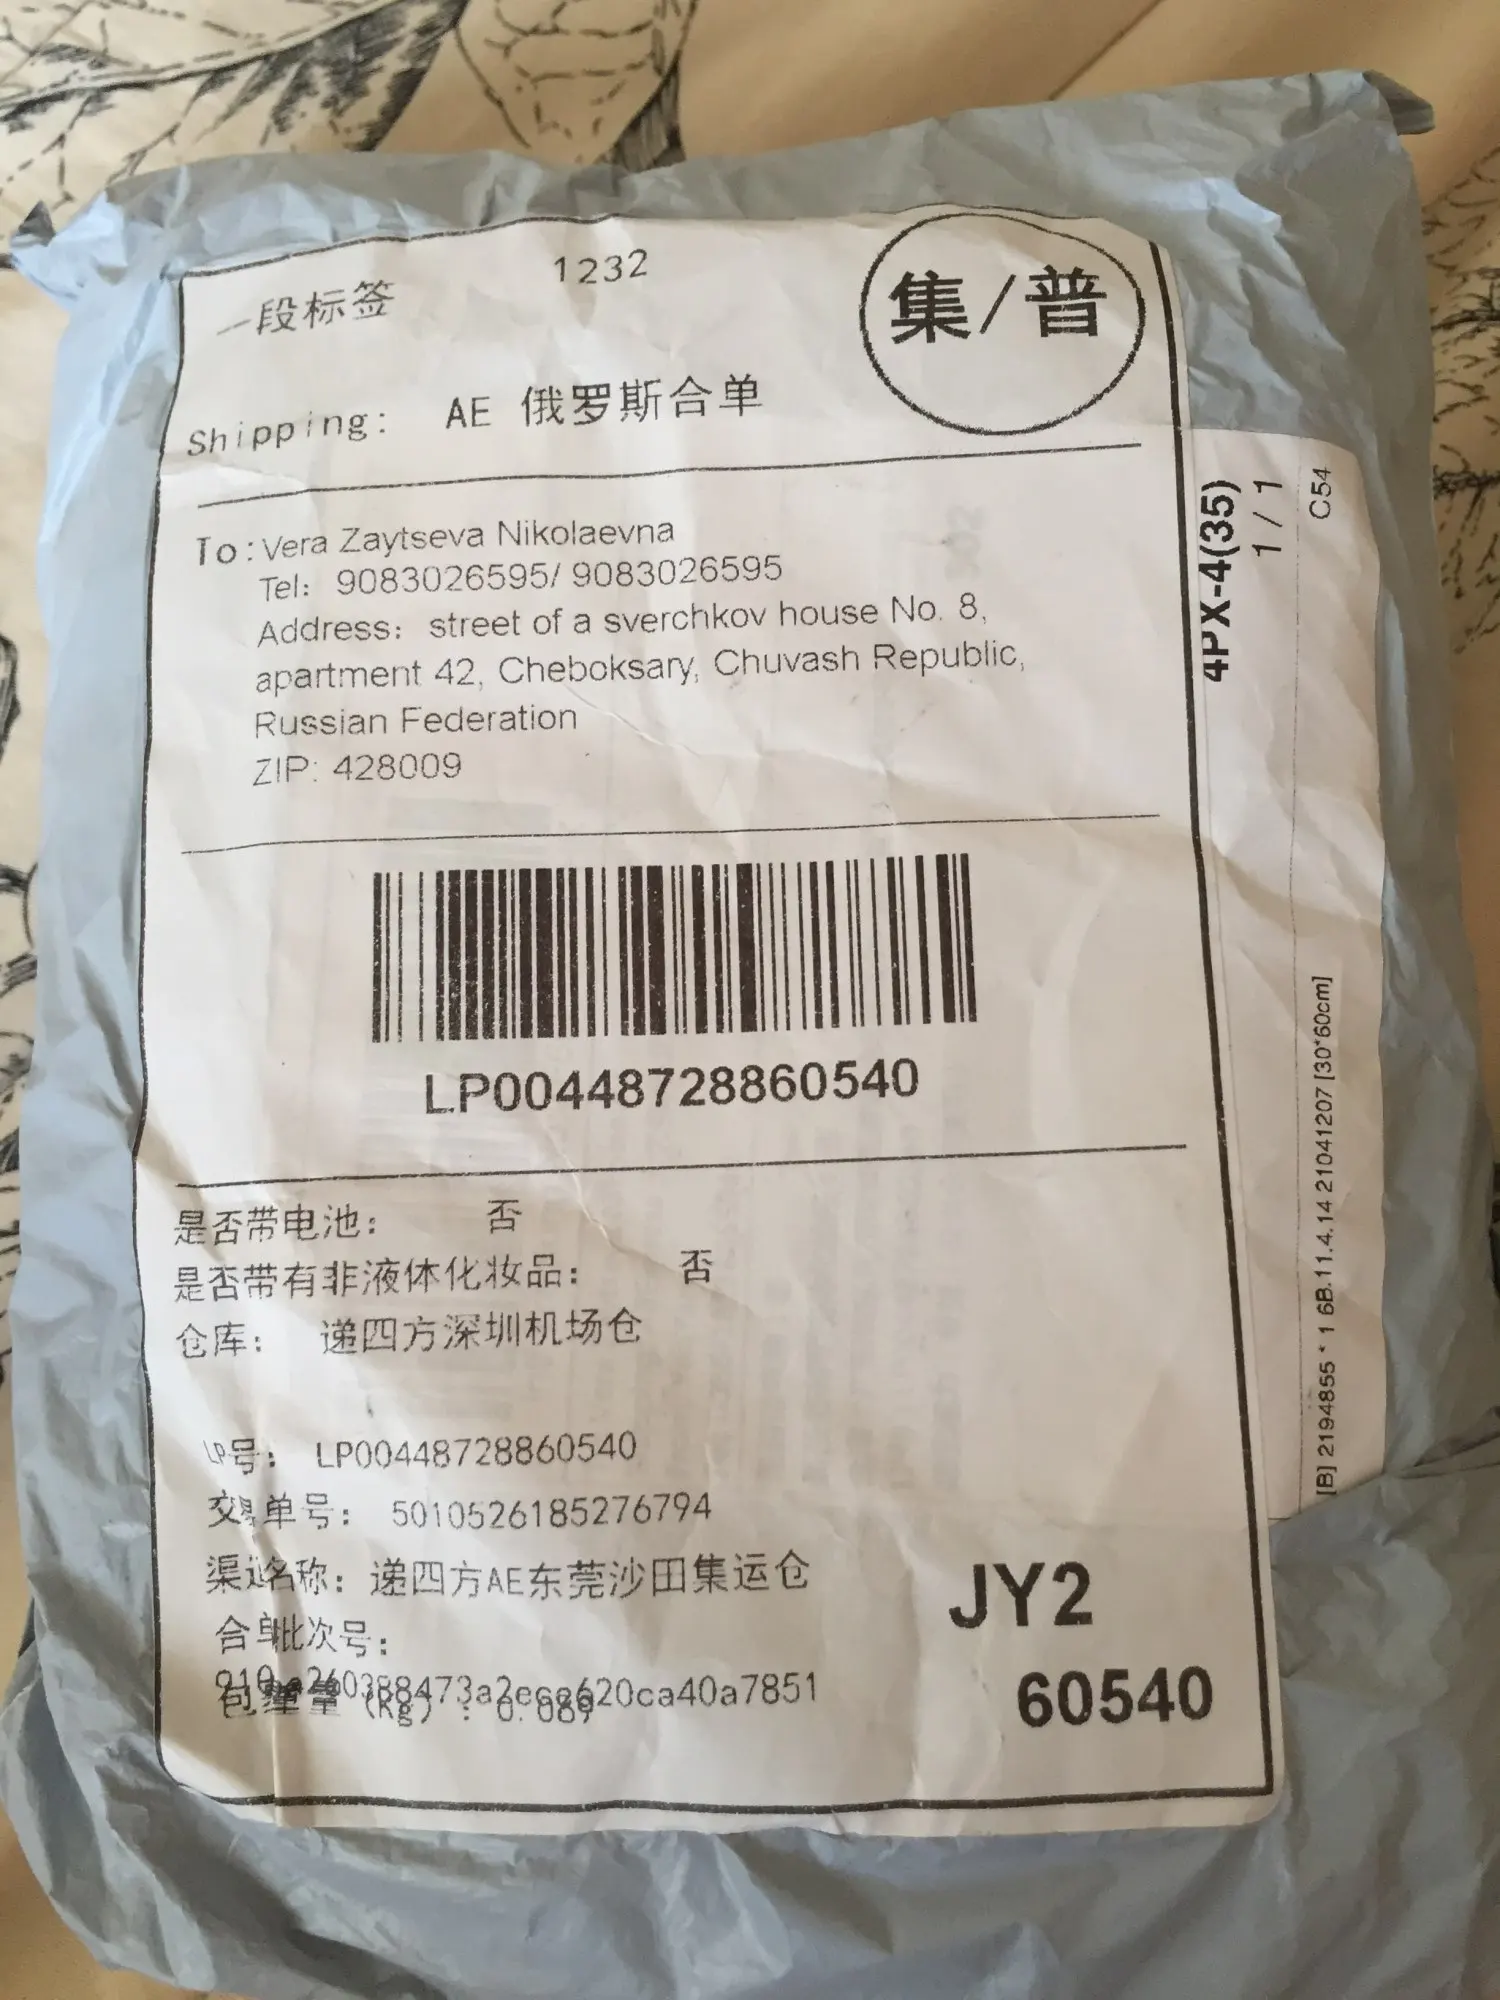 一段标签 1232 集/普
Shipping: AE 俄罗斯合单
To: Vera Zaytseva Nikolaevna
Tel: 9083026595/ 9083026595
Address: street of a sverchkov house No. 8,
apartment 42, Cheboksary, Chuvash Republic,
Russian Federation
ZIP: 428009
LP00448728860540
是否带电池: 否
是否带有非液体化妆品: 否
仓库: 递四方深圳机场仓
LP号: LP00448728860540
交易单号: 5010526185276794
渠道名称: 递四方AE东莞沙田集运仓
合单批次号:
(Kg)
JY2
60540
4PX-4(35)
1 / 1
C54
[B] 2194855 * 1 6B.11.4.14 21041207 [30*60cm]